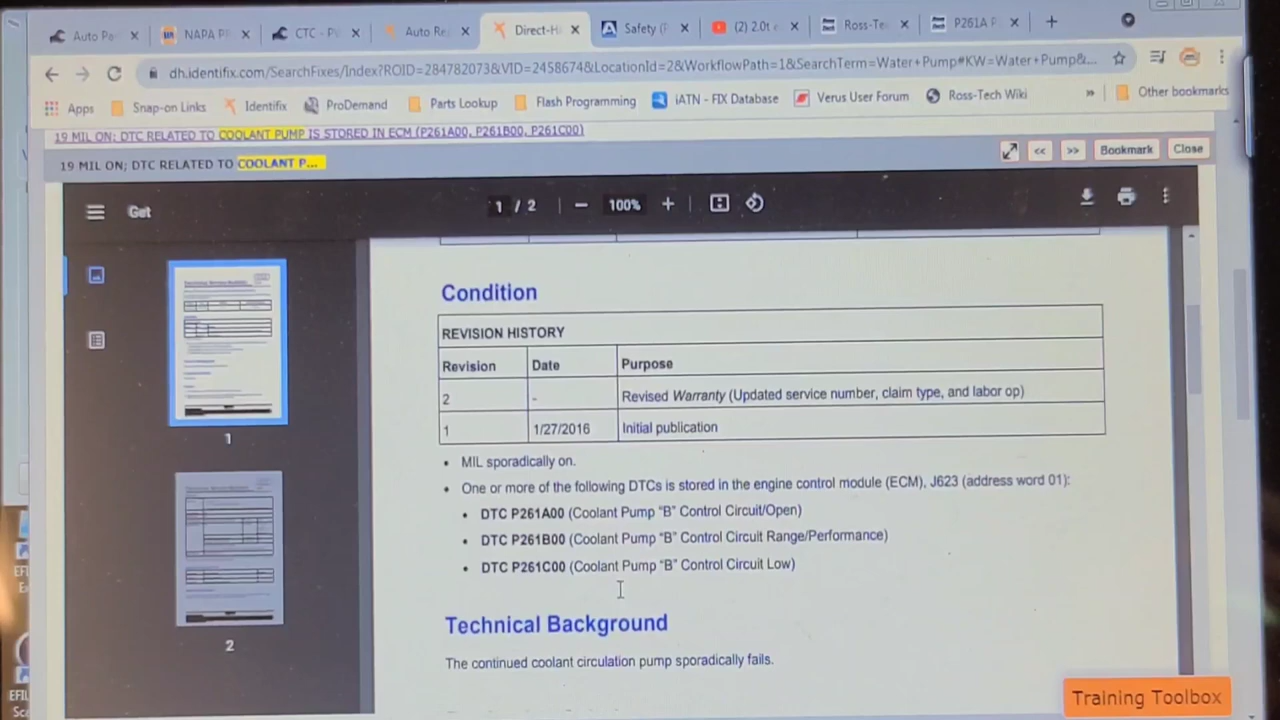 Auto Pe
NAPA P
CTC - PV
Auto Re
Direct-H
Safety (P
(2) 2.0t e
Ross-Te
P261A P
dh.identifix.com/SearchFixes/Index?ROID=284782073&VID=2458674&LocationId=2&WorkflowPath=1&SearchTerm=Water+Pump#KW=Water+Pump&...
Apps Snap-on Links Identifix ProDemand Parts Lookup Flash Programming iATN - FIX Database Verus User Forum Ross-Tech Wiki » Other bookmarks
19 MIL ON; DTC RELATED TO COOLANT PUMP IS STORED IN ECM (P261A00, P261B00, P261C00)
19 MIL ON; DTC RELATED TO COOLANT P...
<< >> Bookmark Close
Get 1 / 2 100%
Condition
REVISION HISTORY
Revision Date Purpose
2 - Revised Warranty (Updated service number, claim type, and labor op)
1 1/27/2016 Initial publication
• MIL sporadically on.
• One or more of the following DTCs is stored in the engine control module (ECM), J623 (address word 01):
• DTC P261A00 (Coolant Pump "B" Control Circuit/Open)
• DTC P261B00 (Coolant Pump "B" Control Circuit Range/Performance)
• DTC P261C00 (Coolant Pump "B" Control Circuit Low)
Technical Background
The continued coolant circulation pump sporadically fails.
1
2
Training Toolbox